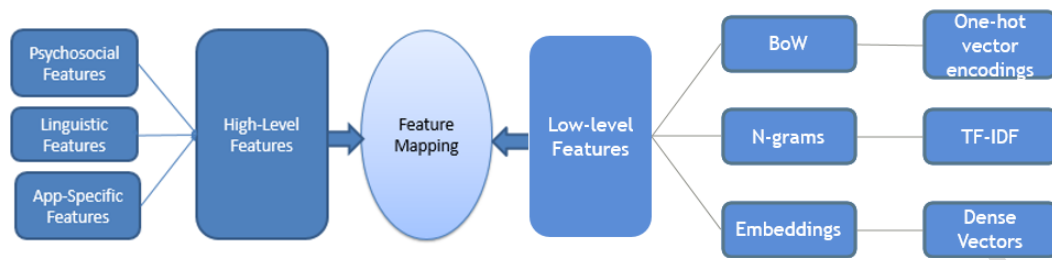 Psychosocial
Features
Linguistic
Features
App-Specific
Features
High-Level
Features
Feature
Mapping
Low-level
Features
BoW
One-hot
vector
encodings
N-grams
TF-IDF
Embeddings
Dense
Vectors